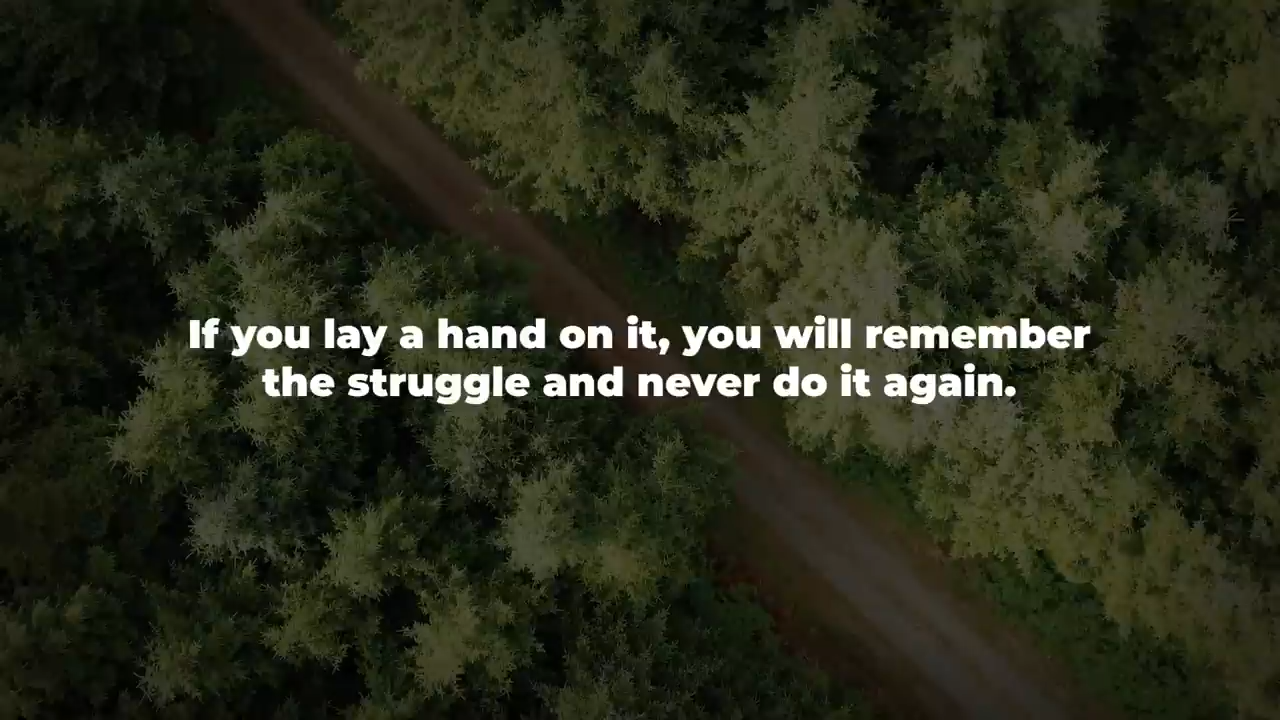 If you lay a hand on it, you will remember
the struggle and never do it again.